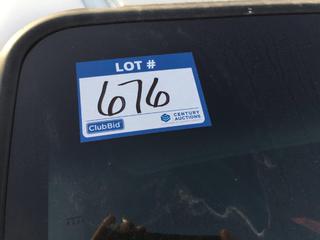 LOT #
676
ClubBid
CENTURY
AUCTIONS